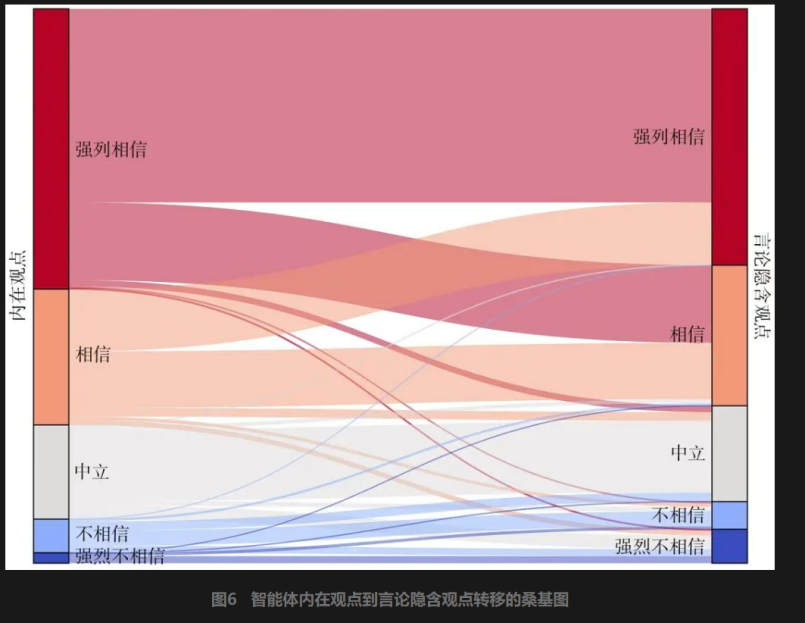 内在观点
强列相信
相信
中立
不相信
强烈不相信
强列相信
相信
中立
不相信
强烈不相信
言论隐含观点
图6 智能体内在观点到言论隐含观点转移的桑基图